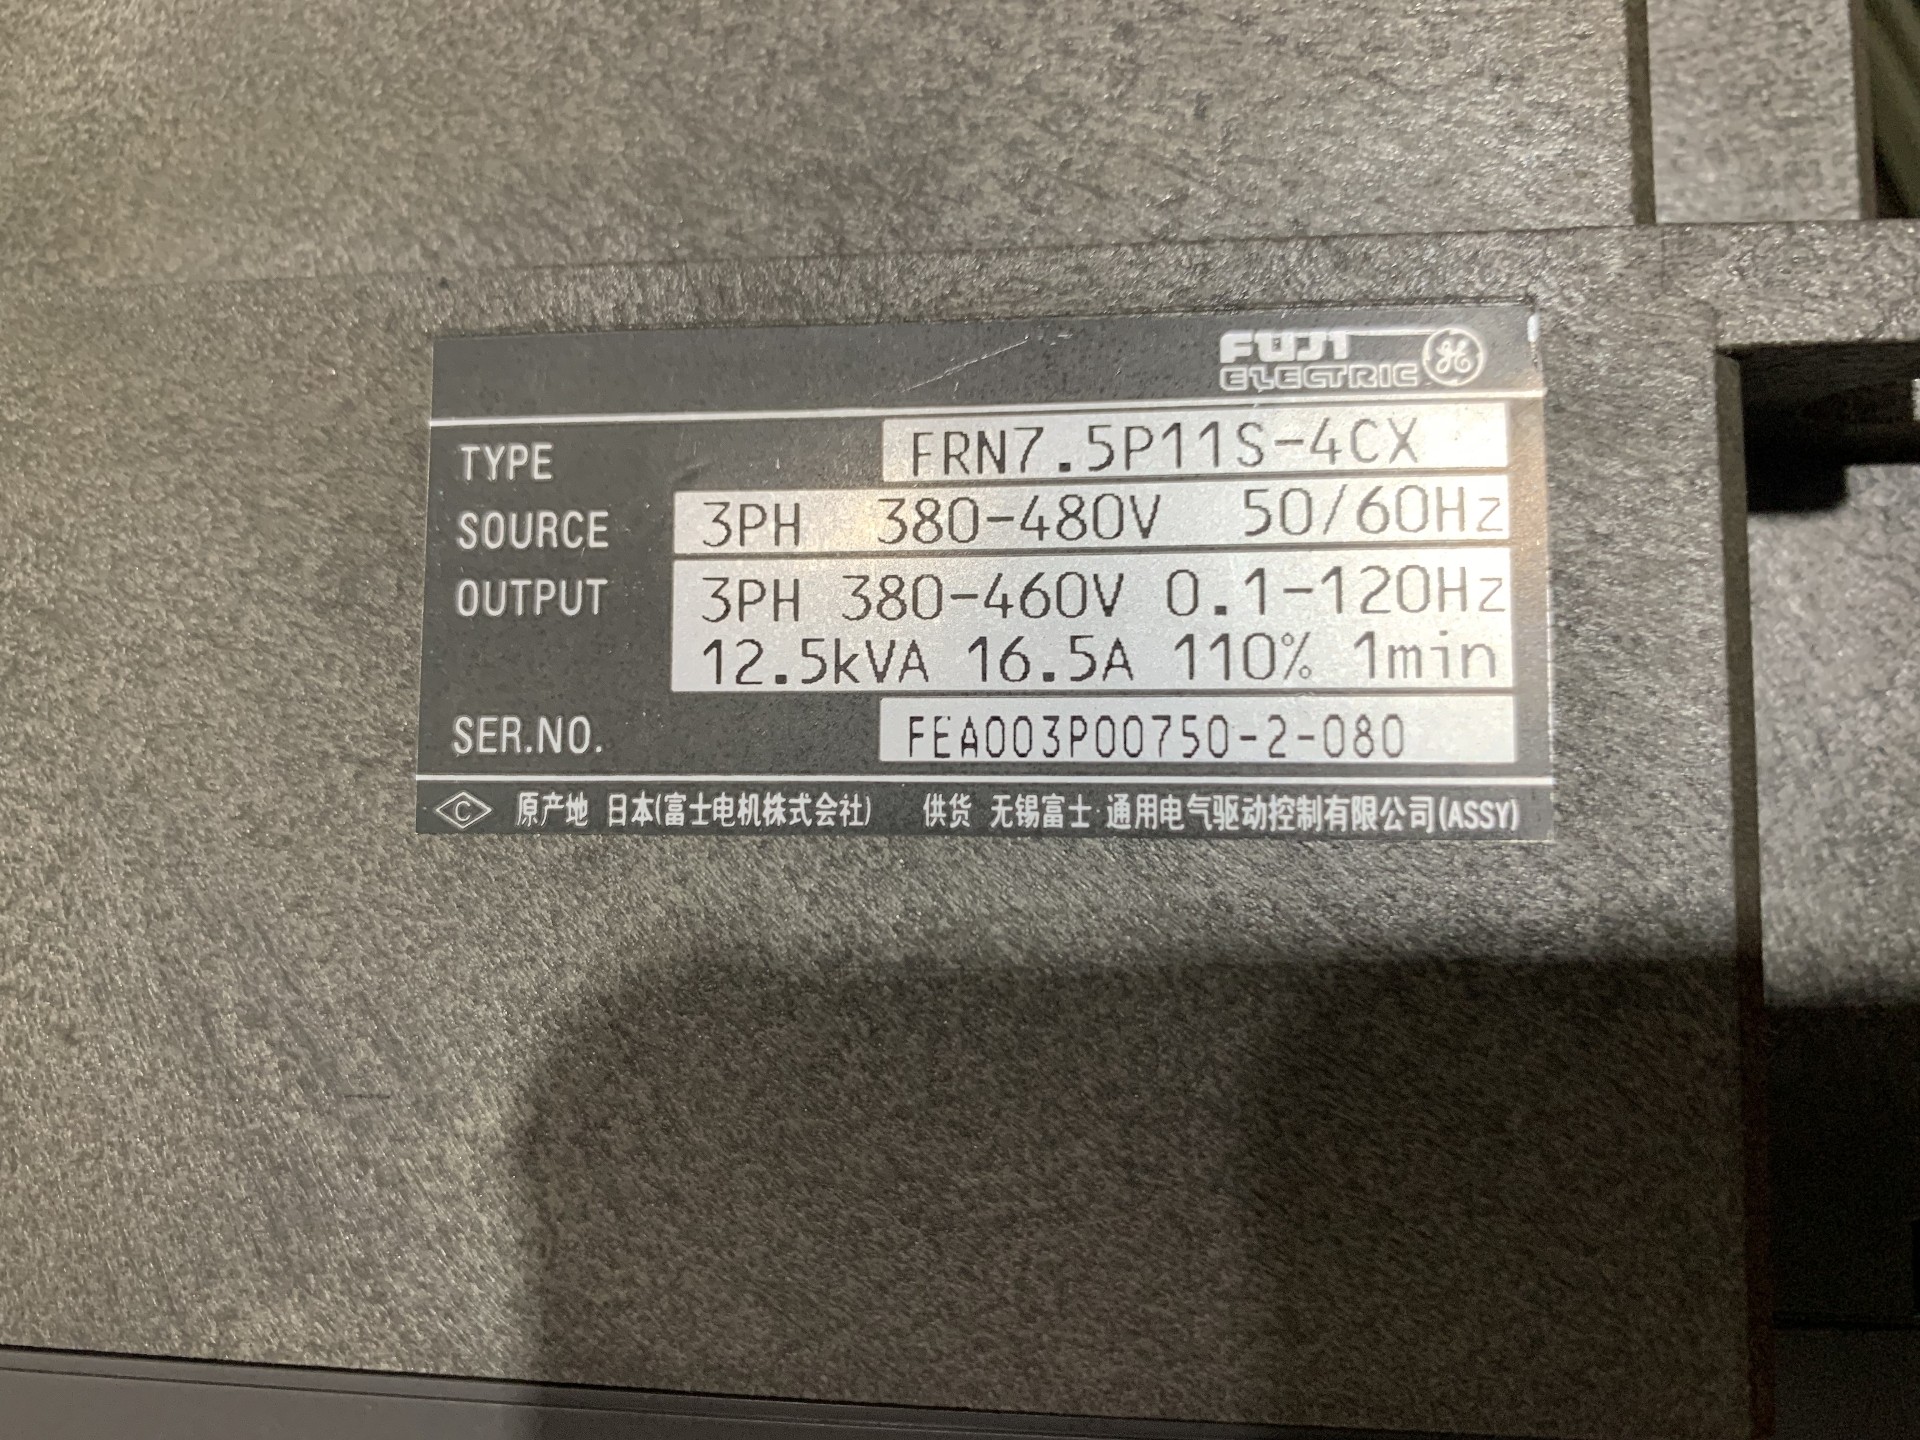 FUJI
ELECTRIC
TYPE FRN7.5P11S-4CX
SOURCE 3PH 380-480V 50/60Hz
OUTPUT 3PH 380-460V 0.1-120Hz
12.5kVA 16.5A 110% 1min
SER.NO. FEA003P00750-2-080
C 原产地 日本(富士电机株式会社) 供货 无锡富士·通用电气驱动控制有限公司(ASSY)